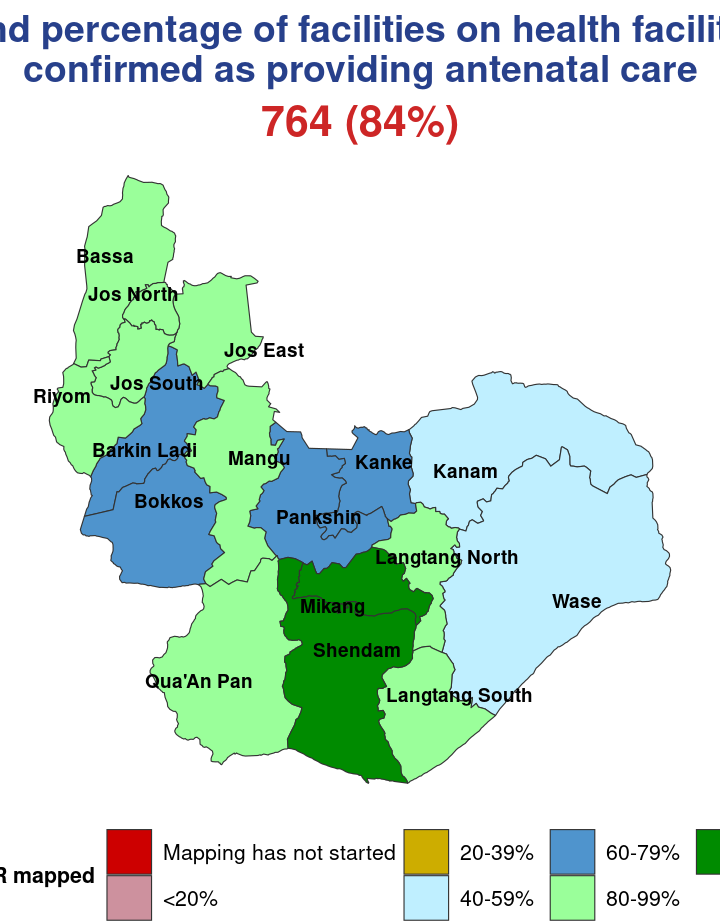 percentage of facilities on health
confirmed as providing antenatal care
764 (84%)
Bassa
Jos North
Jos East
Jos South
Riyom
Barkin Ladi
Mangu
Kanke
Kanam
Bokkos
Pankshin
Langtang North
Wase
Mikang
Shendam
Qua'An Pan
Langtang South
Mapping has not started
20-39%
60-79%
mapped
<20%
40-59%
80-99%